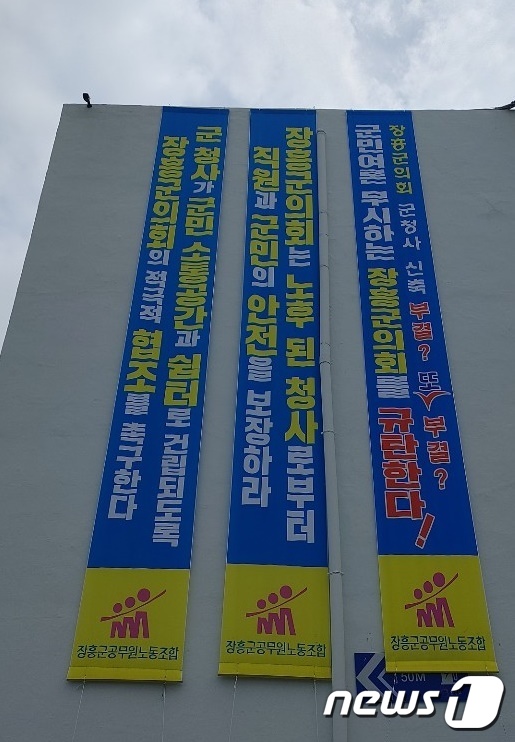 장흥군의회 군청사 신축 부결? 또 부결?
군민여론 무시하는 장흥군의회를 규탄한다!
장흥군공무원노동조합
장흥군의회는 노후 된 청사로부터
직원과 군민의 안전을 보장하라
장흥군공무원노동조합
군 청사가 군민 소통공간과 쉼터로 건립되도록
장흥군의회의 적극적 협조를 촉구한다
장흥군공무원노동조합
50M
news1